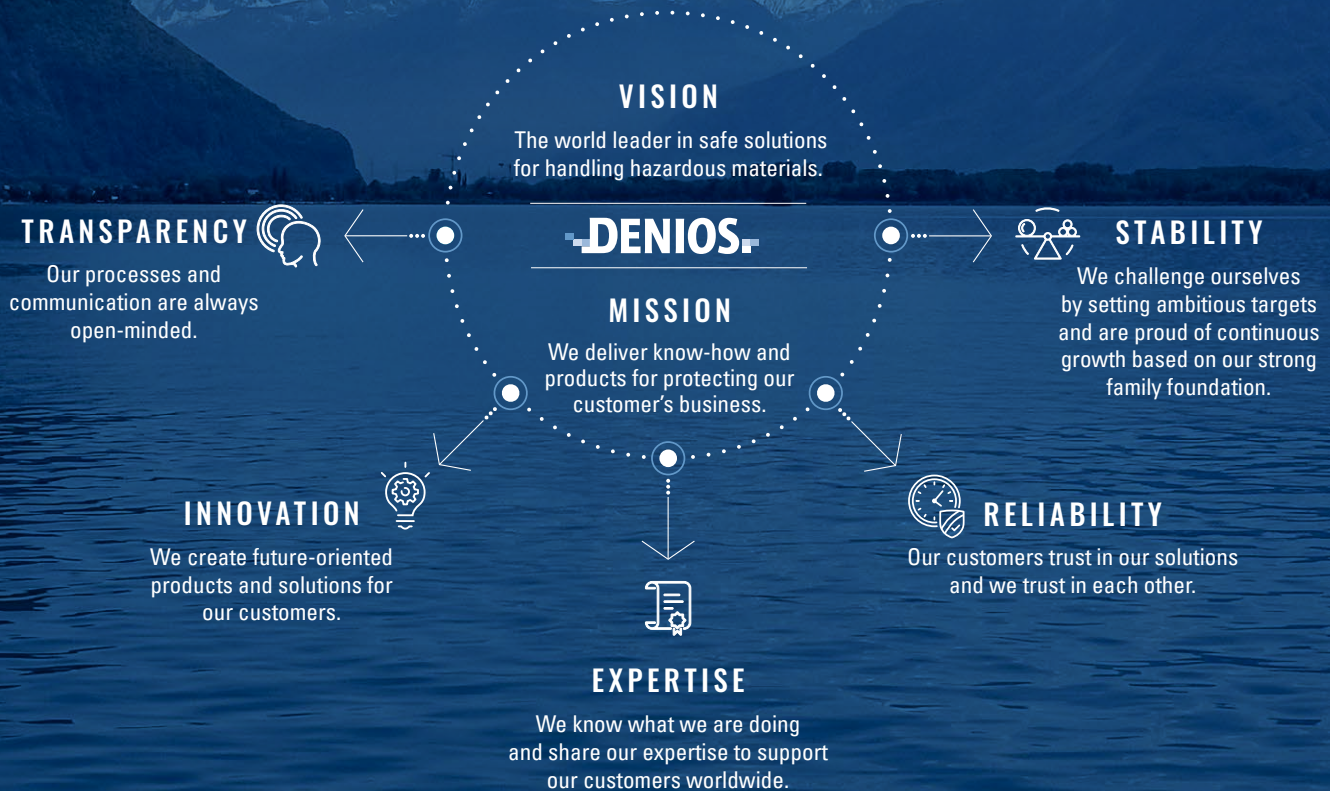 VISION
The world leader in safe solutions
for handling hazardous materials.
DENIOS.
MISSION
We deliver know-how and
products for protecting our
customer's business.
TRANSPARENCY
Our processes and
communication are always
open-minded.
INNOVATION
We create future-oriented
products and solutions for
our customers.
EXPERTISE
We know what we are doing
and share our expertise to support
our customers worldwide.
RELIABILITY
Our customers trust in our solutions
and we trust in each other.
STABILITY
We challenge ourselves
by setting ambitious targets
and are proud of continuous
growth based on our strong
family foundation.